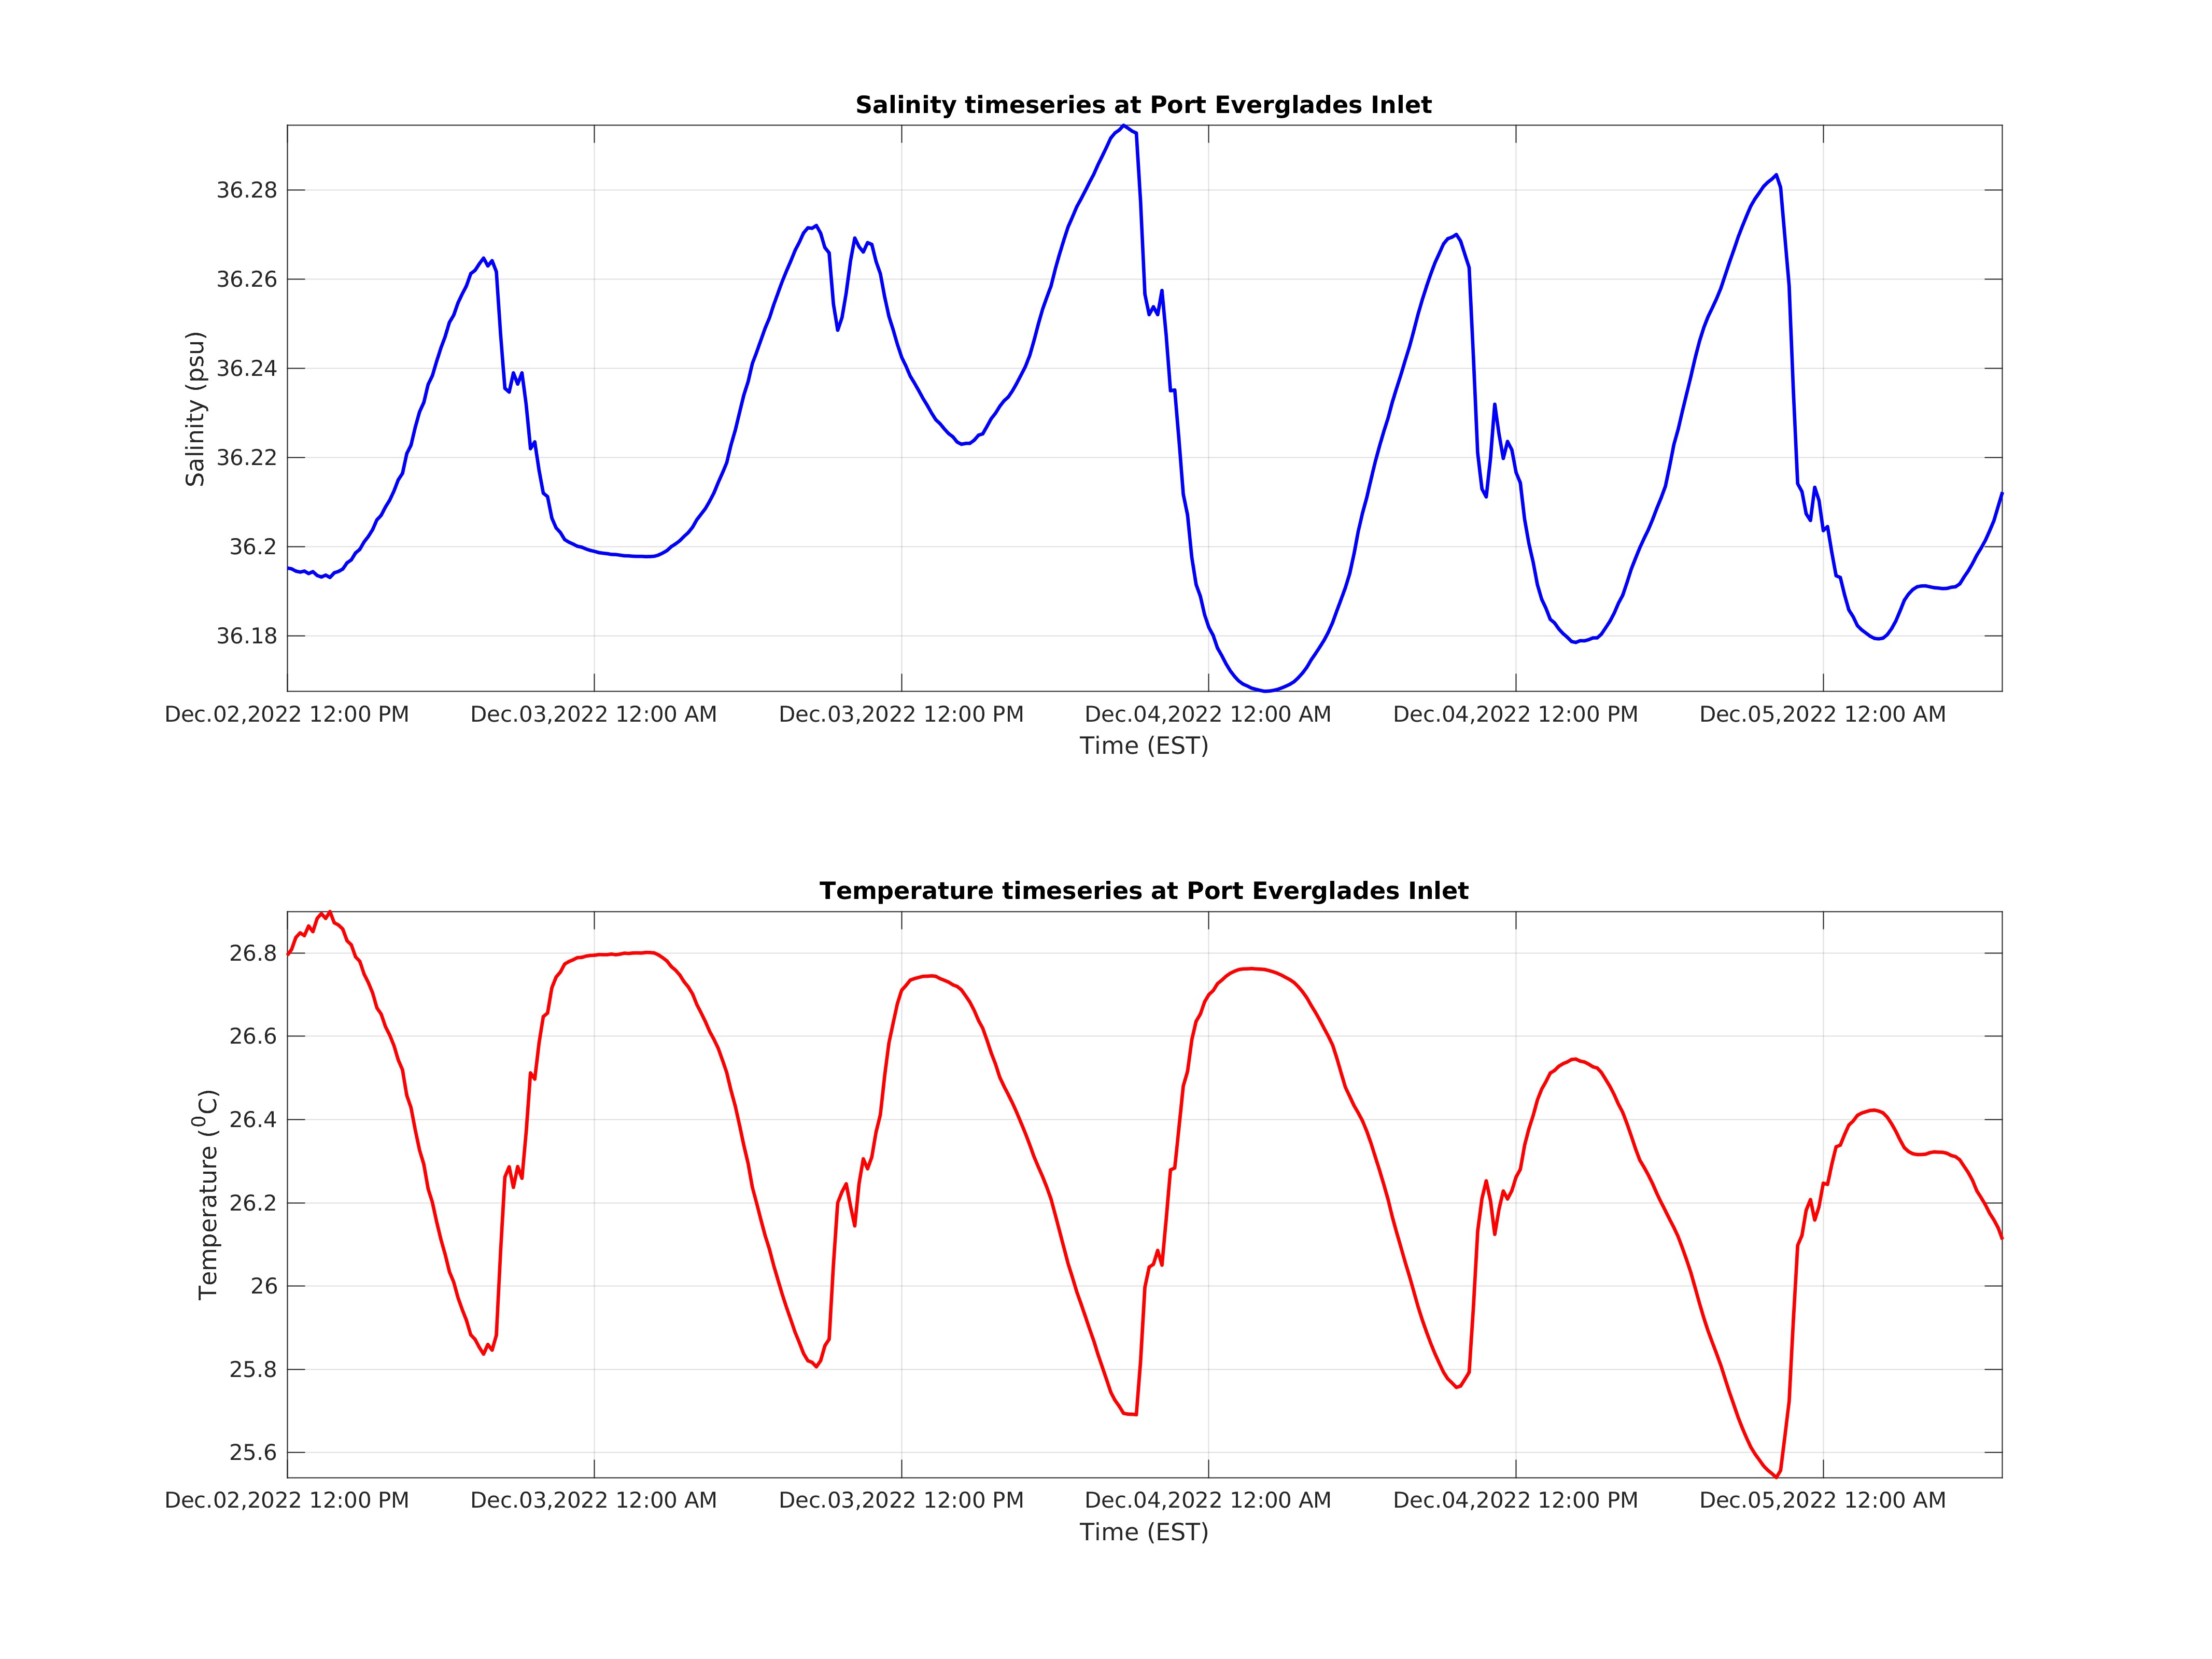 Salinity timeseries at Port Everglades Inlet
Salinity (psu)
36.28
36.26
36.24
36.22
36.2
36.18
Dec.02,2022 12:00 PM Dec.03,2022 12:00 AM Dec.03,2022 12:00 PM Dec.04,2022 12:00 AM Dec.04,2022 12:00 PM Dec.05,2022 12:00 AM
Time (EST)
Temperature timeseries at Port Everglades Inlet
Temperature (⁰C)
26.8
26.6
26.4
26.2
26
25.8
25.6
Dec.02,2022 12:00 PM Dec.03,2022 12:00 AM Dec.03,2022 12:00 PM Dec.04,2022 12:00 AM Dec.04,2022 12:00 PM Dec.05,2022 12:00 AM
Time (EST)